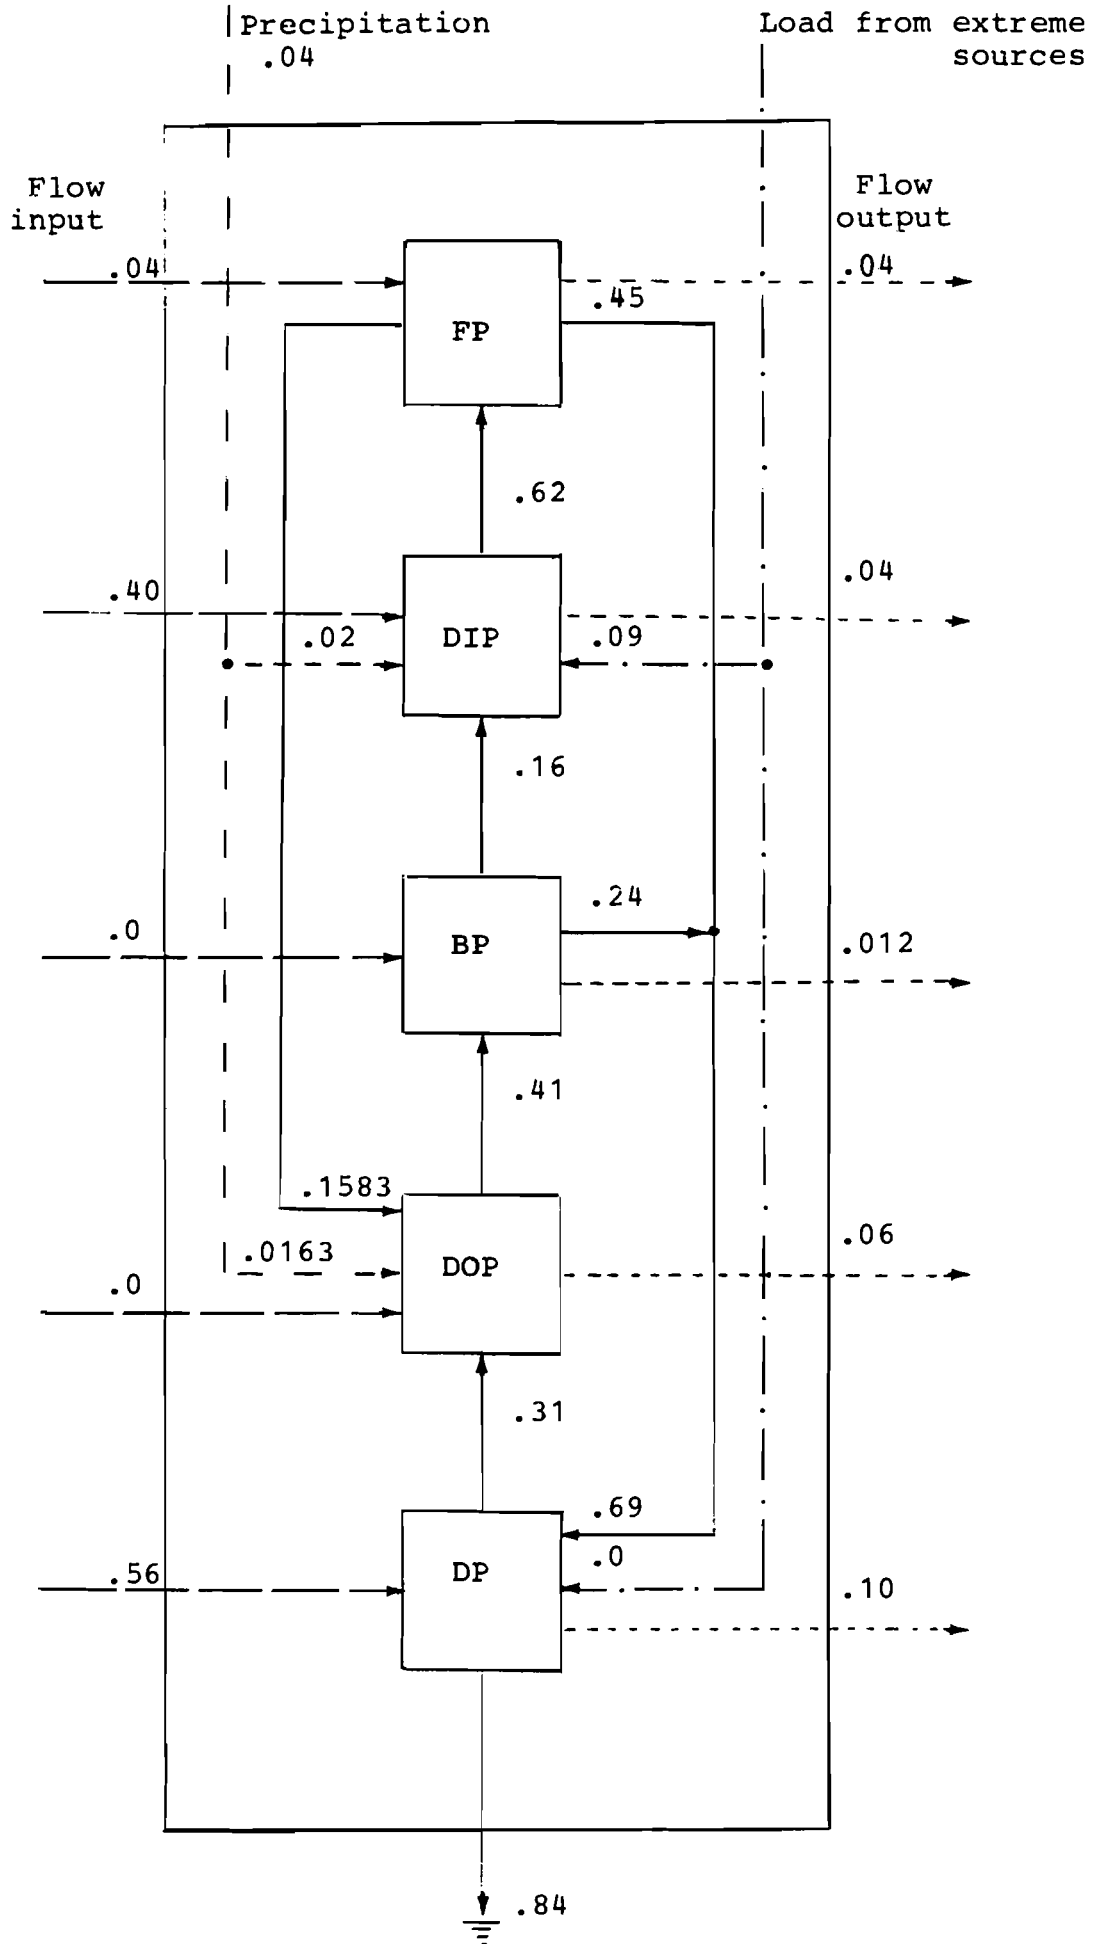 Precipitation
.04
Load from extreme
sources
Flow
input
Flow
output
.04
.04
.45
FP
.62
.40
.04
.02
DIP
.09
.16
.0
.24
BP
.012
.41
.1583
.0163
DOP
.06
.0
.31
.69
.0
.56
DP
.10
.84